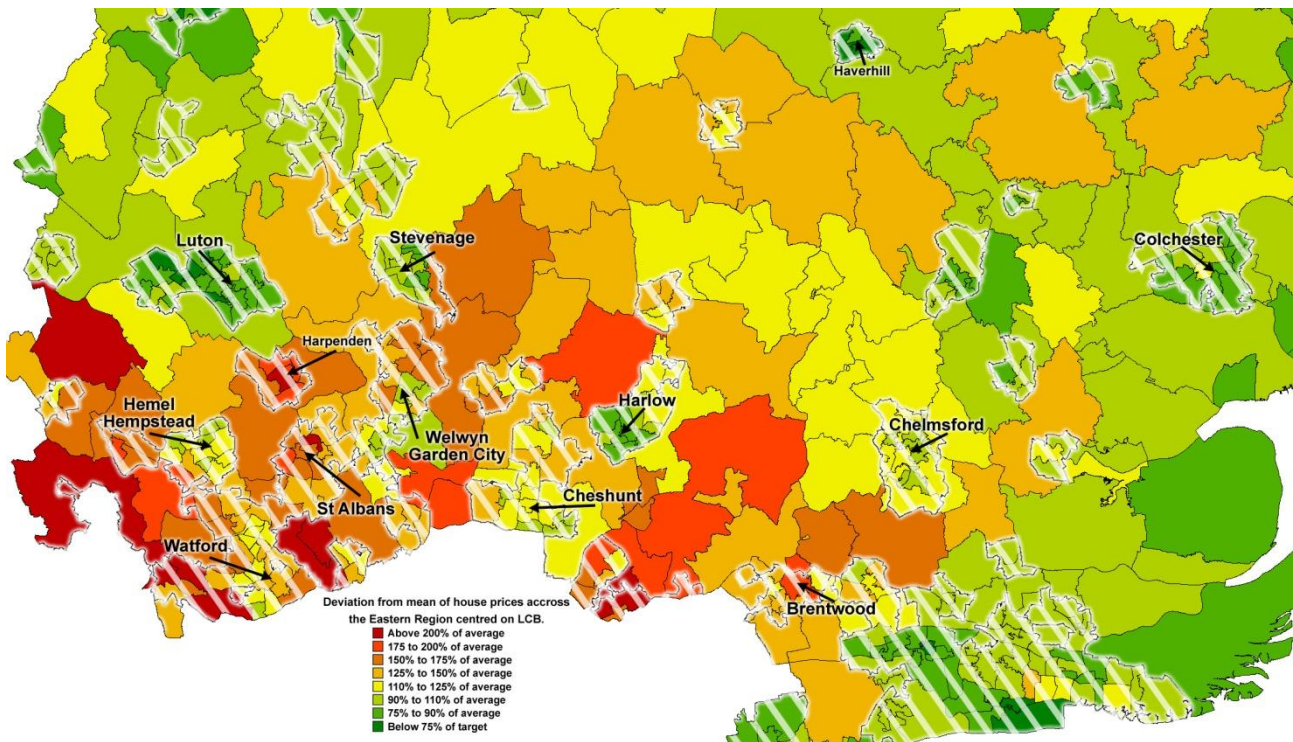 Haverhill
Luton
Stevenage
Colchester
Harpenden
Hemel
Hempstead
Harlow
Welwyn
Garden City
Chelmsford
St Albans
Cheshunt
Watford
Brentwood
Deviation from mean of house prices accross
the Eastern Region centred on LCB.
Above 200% of average
175 to 200% of average
150% to 175% of average
125% to 150% of average
110% to 125% of average
90% to 110% of average
75% to 90% of average
Below 75% of target